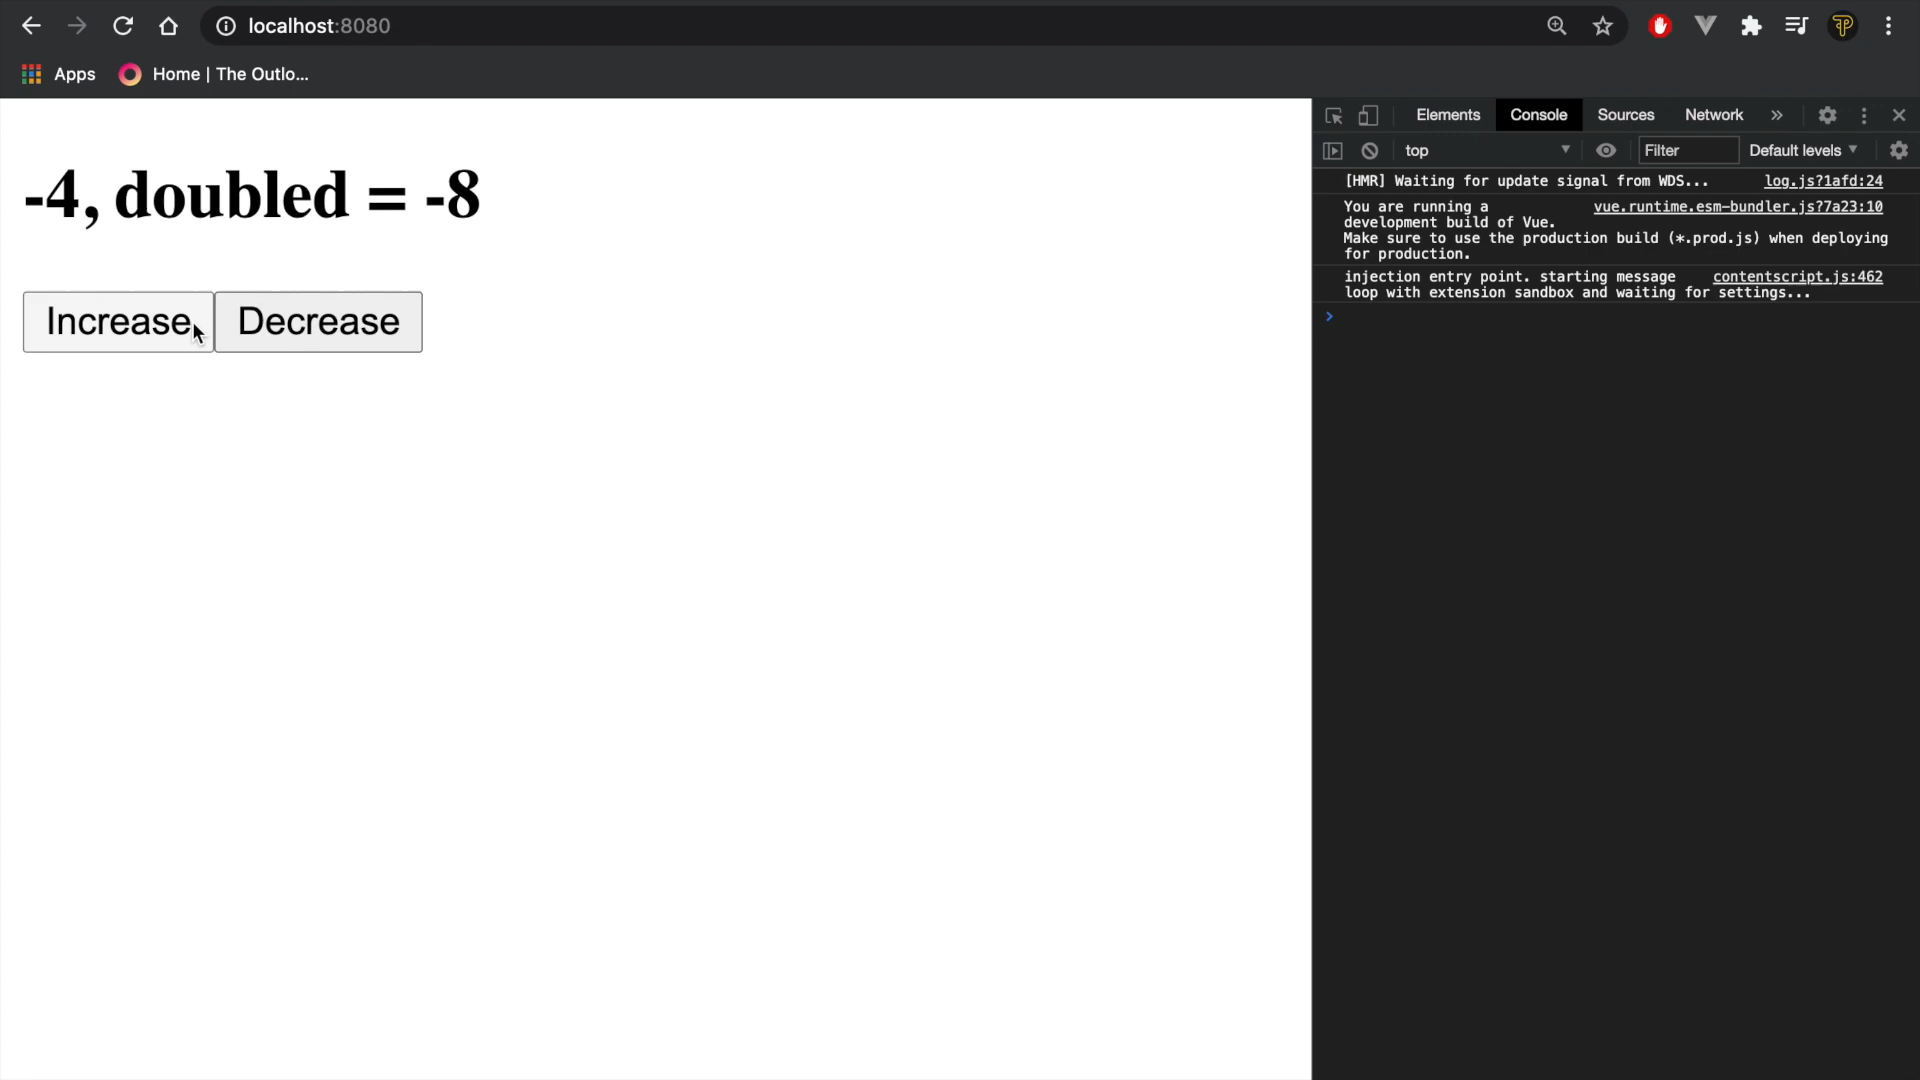 localhost:8080
Apps
Home | The Outlo...
-4, doubled = -8
Increase
Decrease
Elements
Console
Sources
Network
»
top
Filter
Default levels
[HMR] Waiting for update signal from WDS... log.js?1afd:24
You are running a vue.runtime.esm-bundler.js?7a23:10
development build of Vue.
Make sure to use the production build (*.prod.js) when deploying
for production.
injection entry point. starting message contentscript.js:462
loop with extension sandbox and waiting for settings...
>